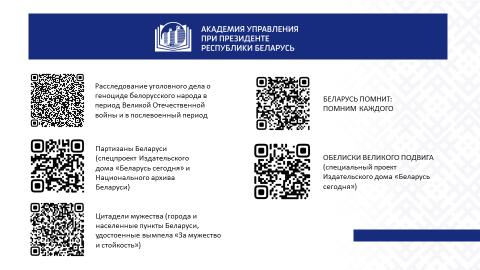 АКАДЕМИЯ УПРАВЛЕНИЯ
ПРИ ПРЕЗИДЕНТЕ
РЕСПУБЛИКИ БЕЛАРУСЬ
Расследование уголовного дела о
геноциде белорусского народа в
период Великой Отечественной
войны и в послевоенный период
Партизаны Беларуси
(спецпроект Издательского
дома «Беларусь сегодня» и
Национального архива
Беларуси)
Цитадели мужества (города и
населенные пункты Беларуси,
удостоенные вымпела «За мужество
и стойкость»)
БЕЛАРУСЬ ПОМНИТ:
ПОМНИМ КАЖДОГО
ОБЕЛИСКИ ВЕЛИКОГО ПОДВИГА
(специальный проект
Издательского дома «Беларусь
сегодня»)